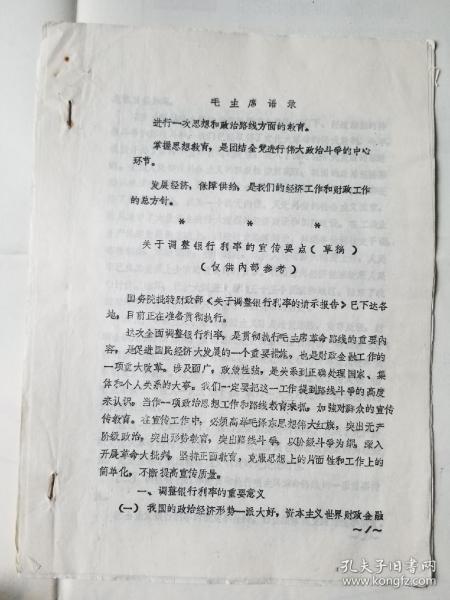 毛主席语录
进行一次思想和政治路线方面的教育。
掌握思想教育，是团结全党进行伟大政治斗争的中心
环节。
发展经济，保障供给，是我们的经济工作和财政工作
的总方针。
* * *
关于调整银行利率的宣传要点（草稿）
（仅供内部参考）
国务院批转财政部《关于调整银行利率的请示报告》已下达各
地，目前正在准备贯彻执行。
这次全面调整银行利率，是贯彻执行毛主席革命路线的重要内
容，是促进国民经济大发展的一个重要措施，也是财政金融工作的
一项重大改革。涉及面广，政策性强，是关系到正确处理国家、集
体和个人关系的大事。我们一定要把这一工作提到路线斗争的高度
来认识，当作一项政治思想工作和路线教育来抓，加强对群众的宣传
教育。在宣传工作中，必须高举毛泽东思想伟大红旗，突出无产
阶级政治，突出形势教育，突出路线斗争，以阶级斗争为纲，深入
开展革命大批判，坚持正面教育，克服思想上的片面性和工作上的
简单化，不断提高宣传质量。
一、调整银行利率的重要意义
（一）我国的政治经济形势一派大好，资本主义世界财政金融
～1～
孔夫子旧书网